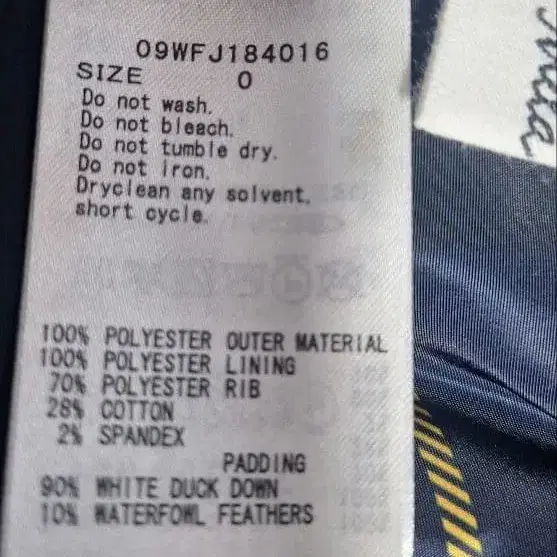 09WFJ184016
SIZE 0
Do not wash.
Do not bleach.
Do not tumble dry.
Do not iron.
Dryclean any solvent,
short cycle.
100% POLYESTER OUTER MATERIAL
100% POLYESTER LINING
70% POLYESTER RIB
28% COTTON
2% SPANDEX
PADDING
90% WHITE DUCK DOWN
10% WATERFOWL FEATHERS